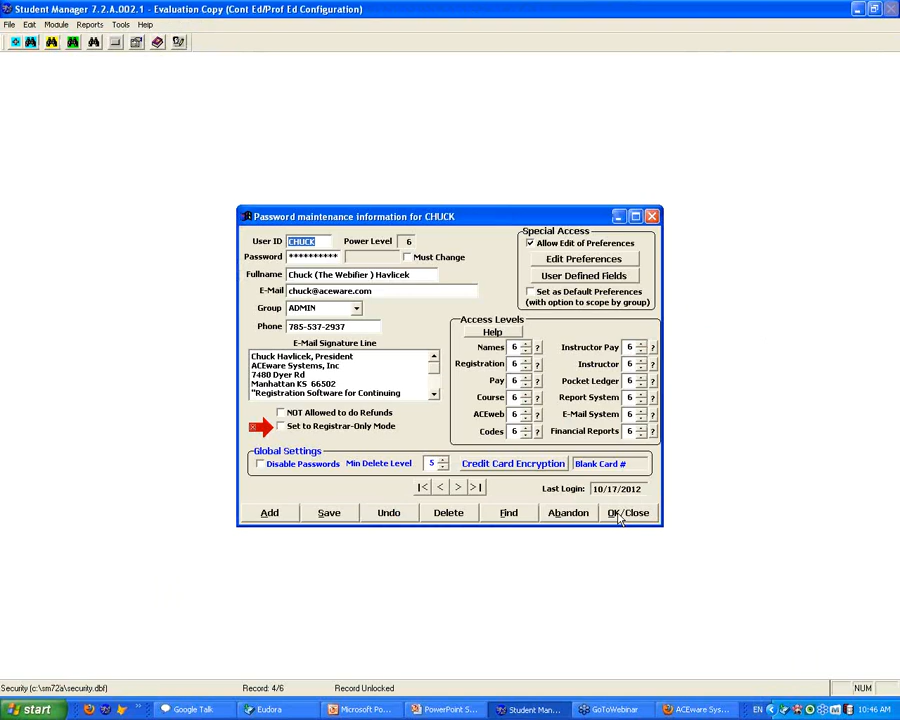 Student Manager 7.2.A.002.1 - Evaluation Copy (Cont Ed/Prof Ed Configuration)
File Edit Module Reports Tools Help
Password maintenance information for CHUCK
User ID CHUCK Power Level 6
Password ********** Must Change
Fullname Chuck (The Webifier ) Havlicek
E-Mail chuck@aceware.com
Group ADMIN
Phone 785-537-2937
E-Mail Signature Line
Chuck Havlicek, President
ACEware Systems, Inc
7480 Dyer Rd
Manhattan KS 66502
"Registration Software for Continuing
NOT Allowed to do Refunds
Set to Registrar-Only Mode
Special Access
Allow Edit of Preferences
Edit Preferences
User Defined Fields
Set as Default Preferences
(with option to scope by group)
Access Levels
Help
Names 6 ? Instructor Pay 6 ?
Registration 6 ? Instructor 6 ?
Pay 6 ? Pocket Ledger 6 ?
Course 6 ? Report System 6 ?
ACEweb 6 ? E-Mail System 6 ?
Codes 6 ? Financial Reports 6 ?
Global Settings
Disable Passwords Min Delete Level 5 Credit Card Encryption Blank Card #
|< < > >| Last Login: 10/17/2012
Add Save Undo Delete Find Abandon OK/Close
Security (c:\sm72a\security.dbf) Record: 4/6 Record Unlocked NUM
start Google Talk Eudora Microsoft Po... PowerPoint S... Student Man... GoToWebinar ACEware Sys... EN 10:46 AM